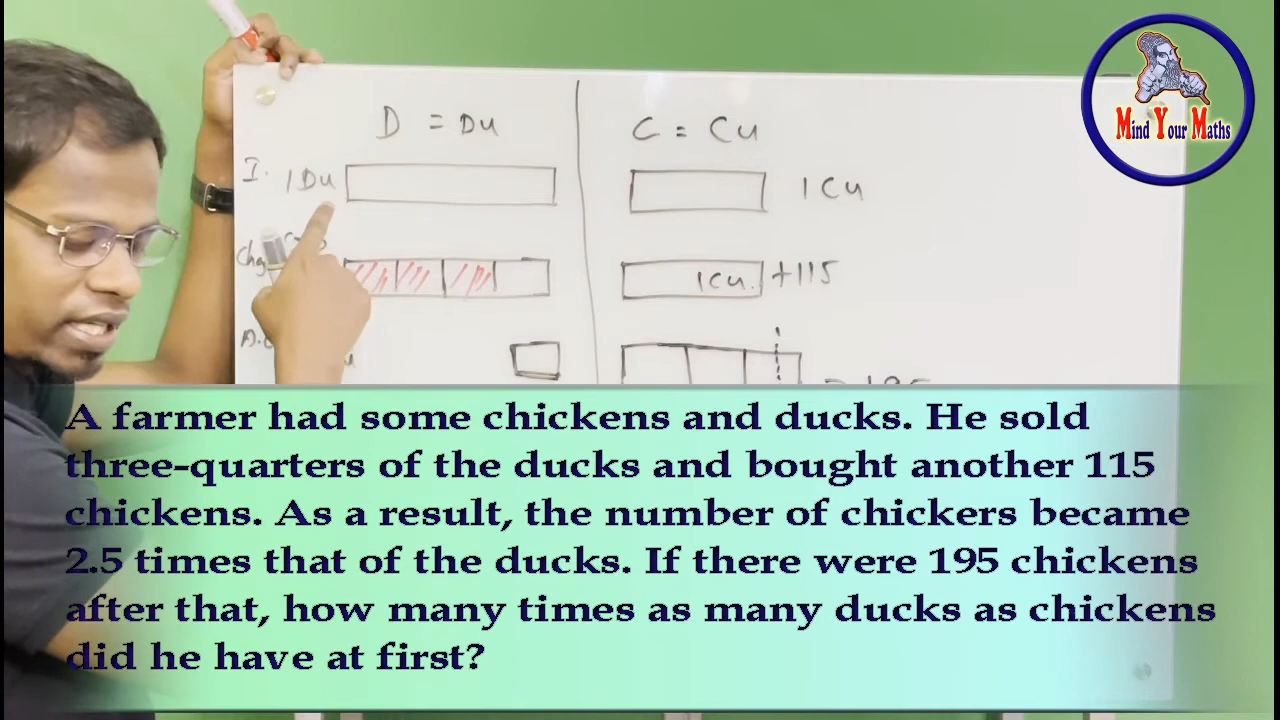 D = Du
C = Cu
Mind Your Maths
I. 1Du
1Cu
1Cu. +115
A farmer had some chickens and ducks. He sold
three-quarters of the ducks and bought another 115
chickens. As a result, the number of chickers became
2.5 times that of the ducks. If there were 195 chickens
after that, how many times as many ducks as chickens
did he have at first?